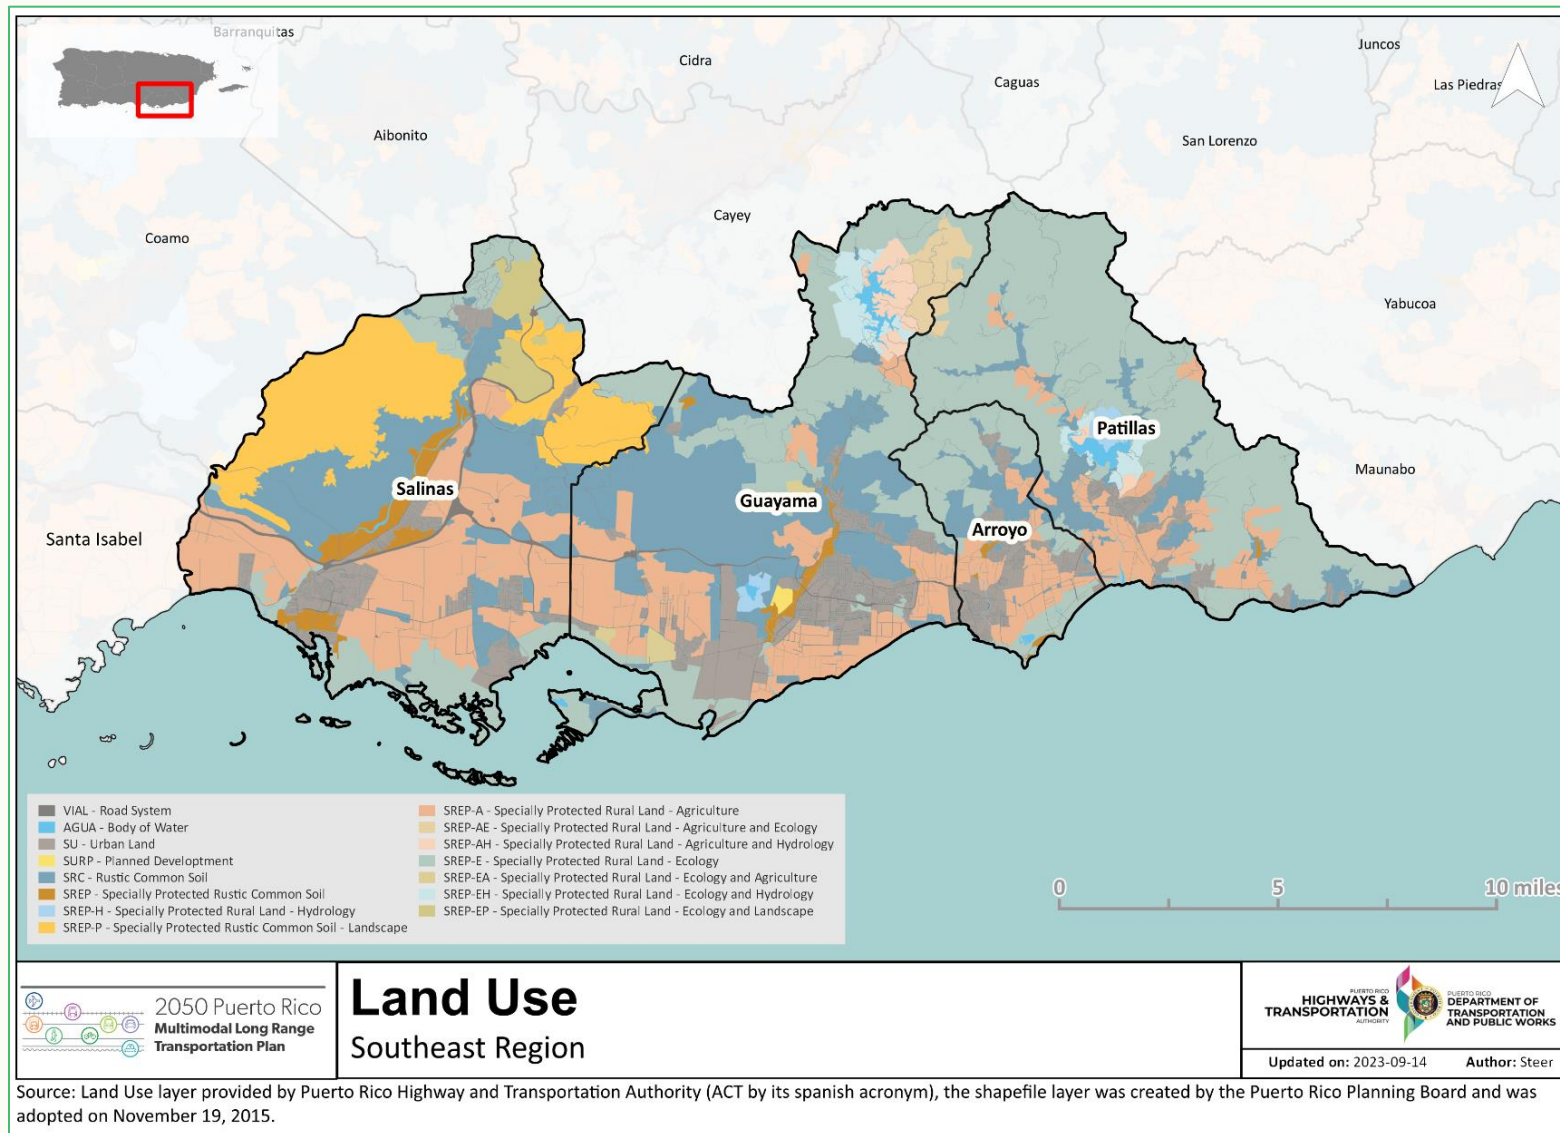 Barranquitas
Cidra
Juncos
Caguas
Las Piedras
Aibonito
San Lorenzo
Cayey
Coamo
Yabucoa
Patillas
Maunabo
Salinas
Guayama
Arroyo
Santa Isabel
VIAL - Road System
AGUA - Body of Water
SU - Urban Land
SURP - Planned Developtment
SRC - Rustic Common Soil
SREP - Specially Protected Rustic Common Soil
SREP-H - Specially Protected Rural Land - Hydrology
SREP-P - Specially Protected Rustic Common Soil - Landscape
SREP-A - Specially Protected Rural Land - Agriculture
SREP-AE - Specially Protected Rural Land - Agriculture and Ecology
SREP-AH - Specially Protected Rural Land - Agriculture and Hydrology
SREP-E - Specially Protected Rural Land - Ecology
SREP-EA - Specially Protected Rural Land - Ecology and Agriculture
SREP-EH - Specially Protected Rural Land - Ecology and Hydrology
SREP-EP - Specially Protected Rural Land - Ecology and Landscape
0 5 10 miles
2050 Puerto Rico
Multimodal Long Range
Transportation Plan
Land Use
Southeast Region
PUERTO RICO
HIGHWAYS &
TRANSPORTATION
AUTHORITY
PUERTO RICO
DEPARTMENT OF
TRANSPORTATION
AND PUBLIC WORKS
Updated on: 2023-09-14 Author: Steer
Source: Land Use layer provided by Puerto Rico Highway and Transportation Authority (ACT by its spanish acronym), the shapefile layer was created by the Puerto Rico Planning Board and was
adopted on November 19, 2015.